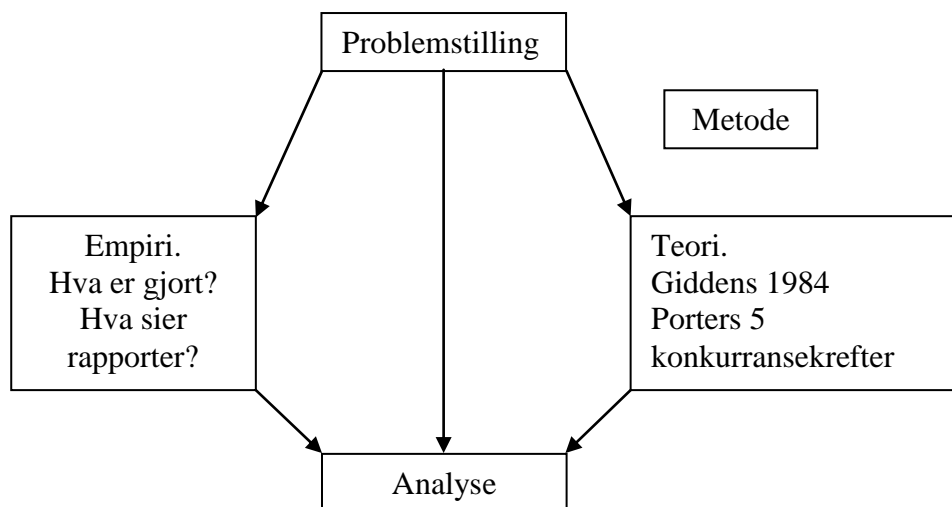 Problemstilling
Metode
Empiri.
Hva er gjort?
Hva sier
rapporter?
Teori.
Giddens 1984
Porters 5
konkurransekrefter
Analyse